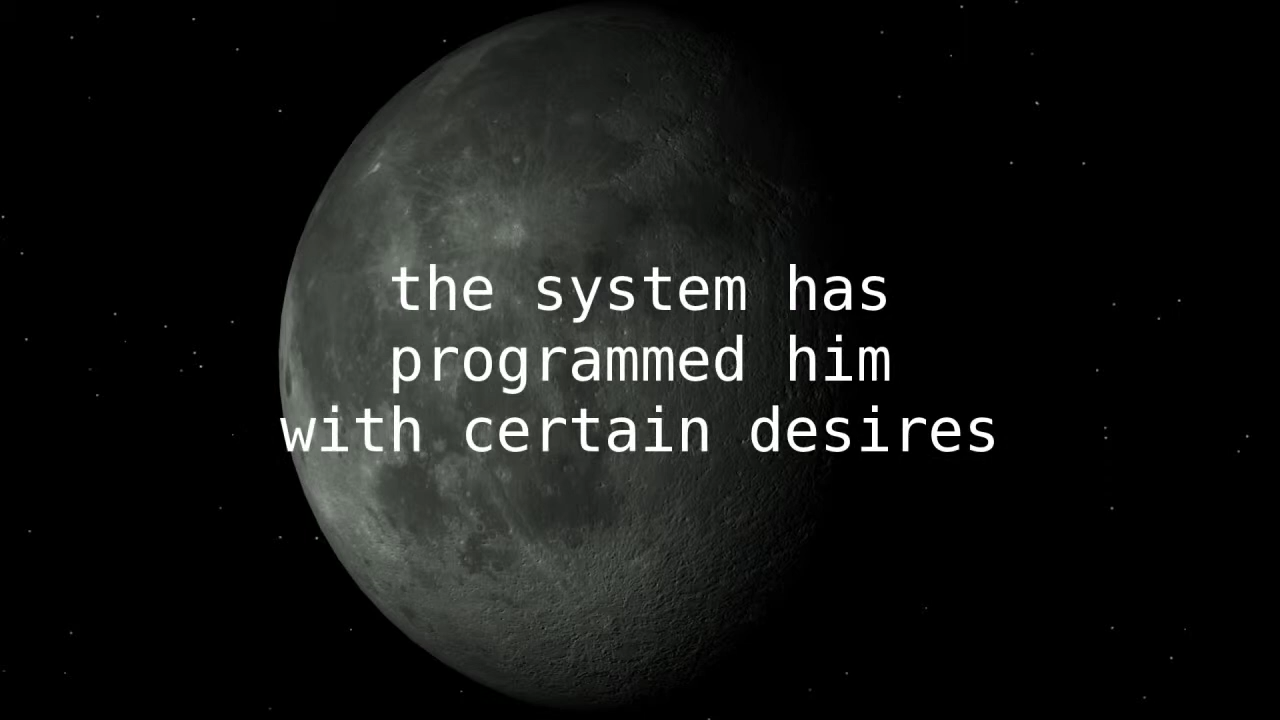 the system has
programmed him
with certain desires